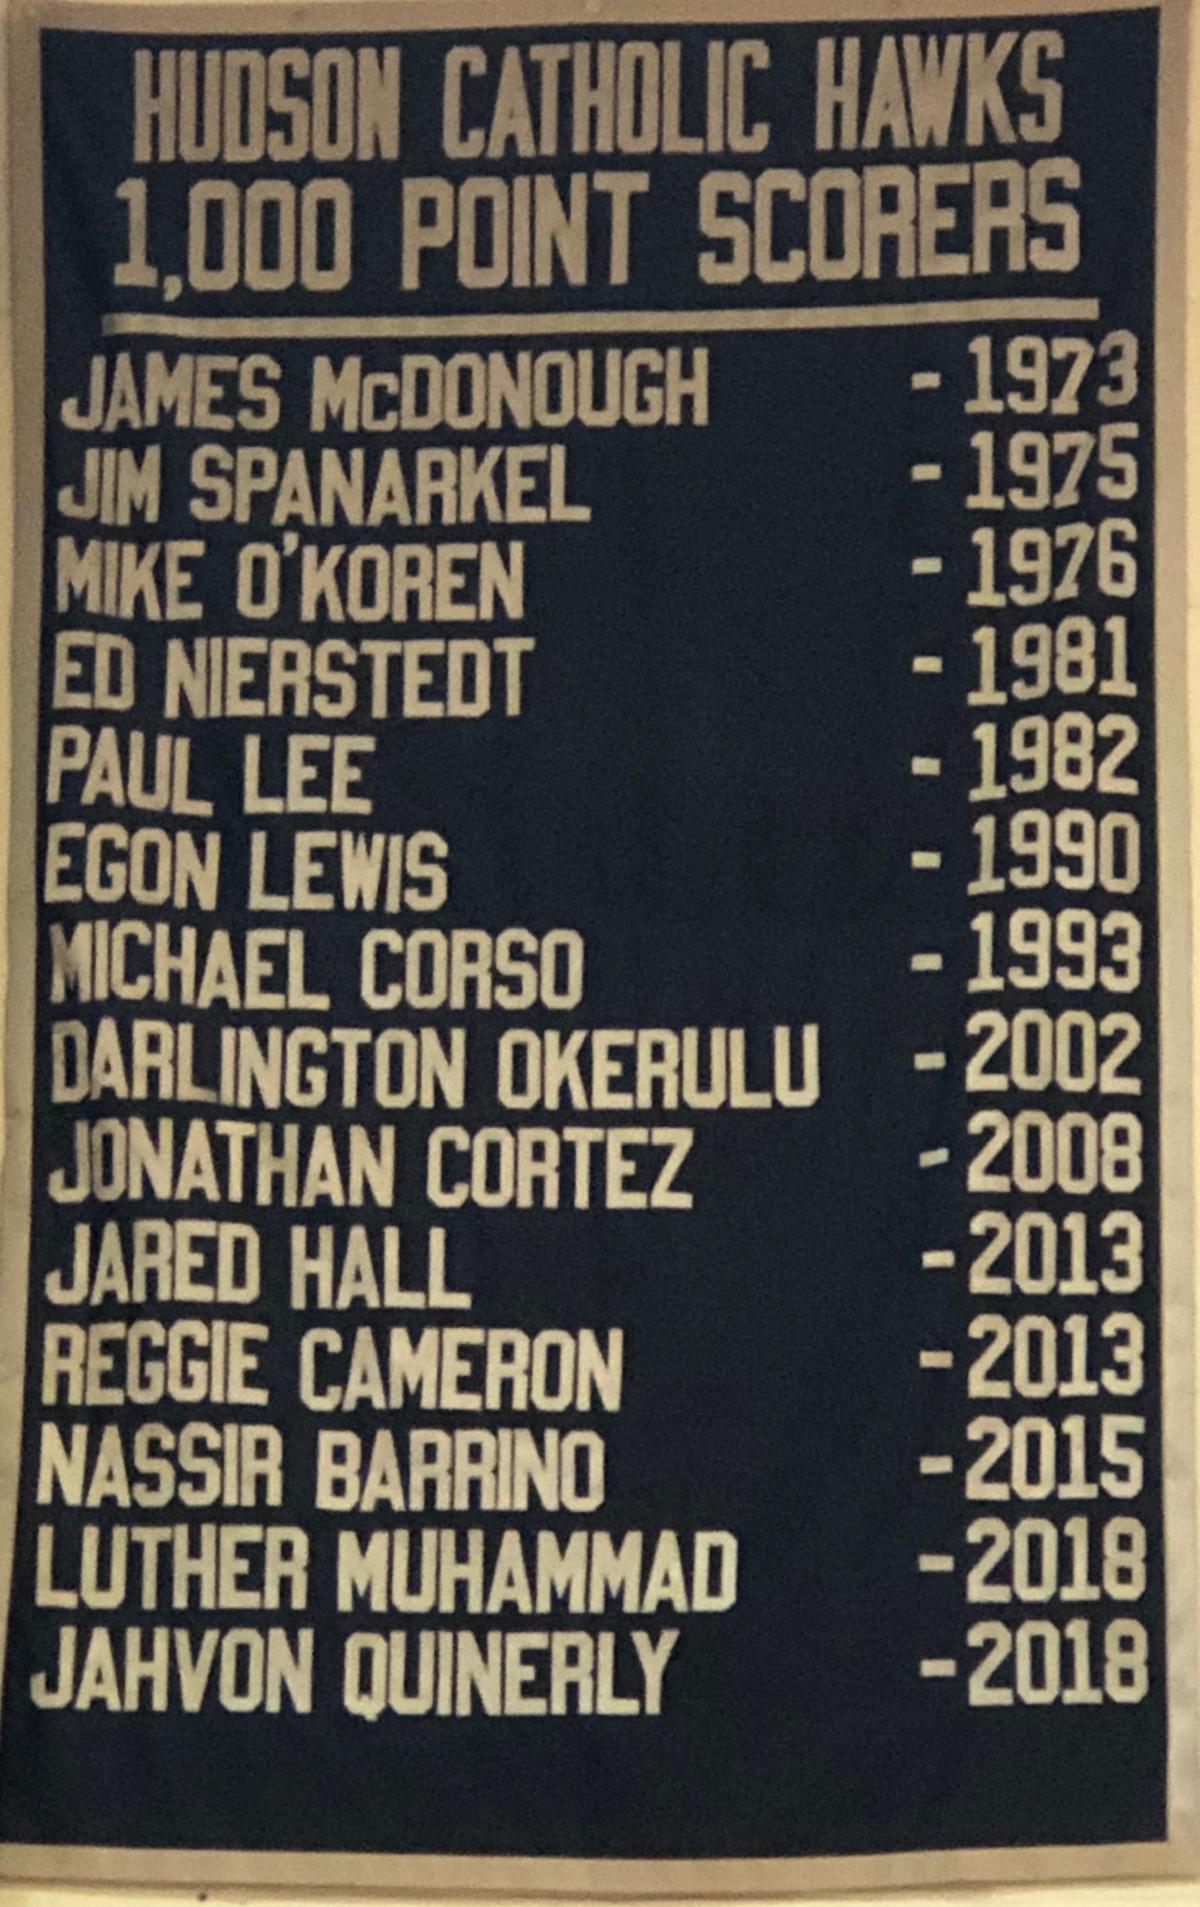 HUDSON CATHOLIC HAWKS
1,000 POINT SCORERS
JAMES McDONOUGH - 1973
JIM SPANARKEL - 1975
MIKE O'KOREN - 1976
ED NIERSTEDT - 1981
PAUL LEE - 1982
EGON LEWIS - 1990
MICHAEL CORSO - 1993
DARLINGTON OKERULU - 2002
JONATHAN CORTEZ - 2008
JARED HALL - 2013
REGGIE CAMERON - 2013
NASSIR BARRINO - 2015
LUTHER MUHAMMAD - 2018
JAHVON QUINERLY - 2018